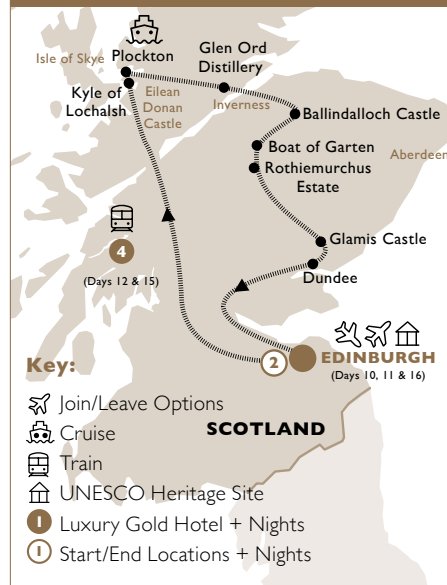 Isle of Skye
Plockton
Glen Ord
Distillery
Kyle of
Lochalsh
Eilean
Donan
Castle
Inverness
Ballindalloch Castle
Boat of Garten
Aberdeen
Rothiemurchus
Estate
4
(Days 12 & 15)
Glamis Castle
Dundee
2
EDINBURGH
(Days 10, 11 & 16)
Key:
Join/Leave Options
Cruise
SCOTLAND
Train
UNESCO Heritage Site
1 Luxury Gold Hotel + Nights
1 Start/End Locations + Nights